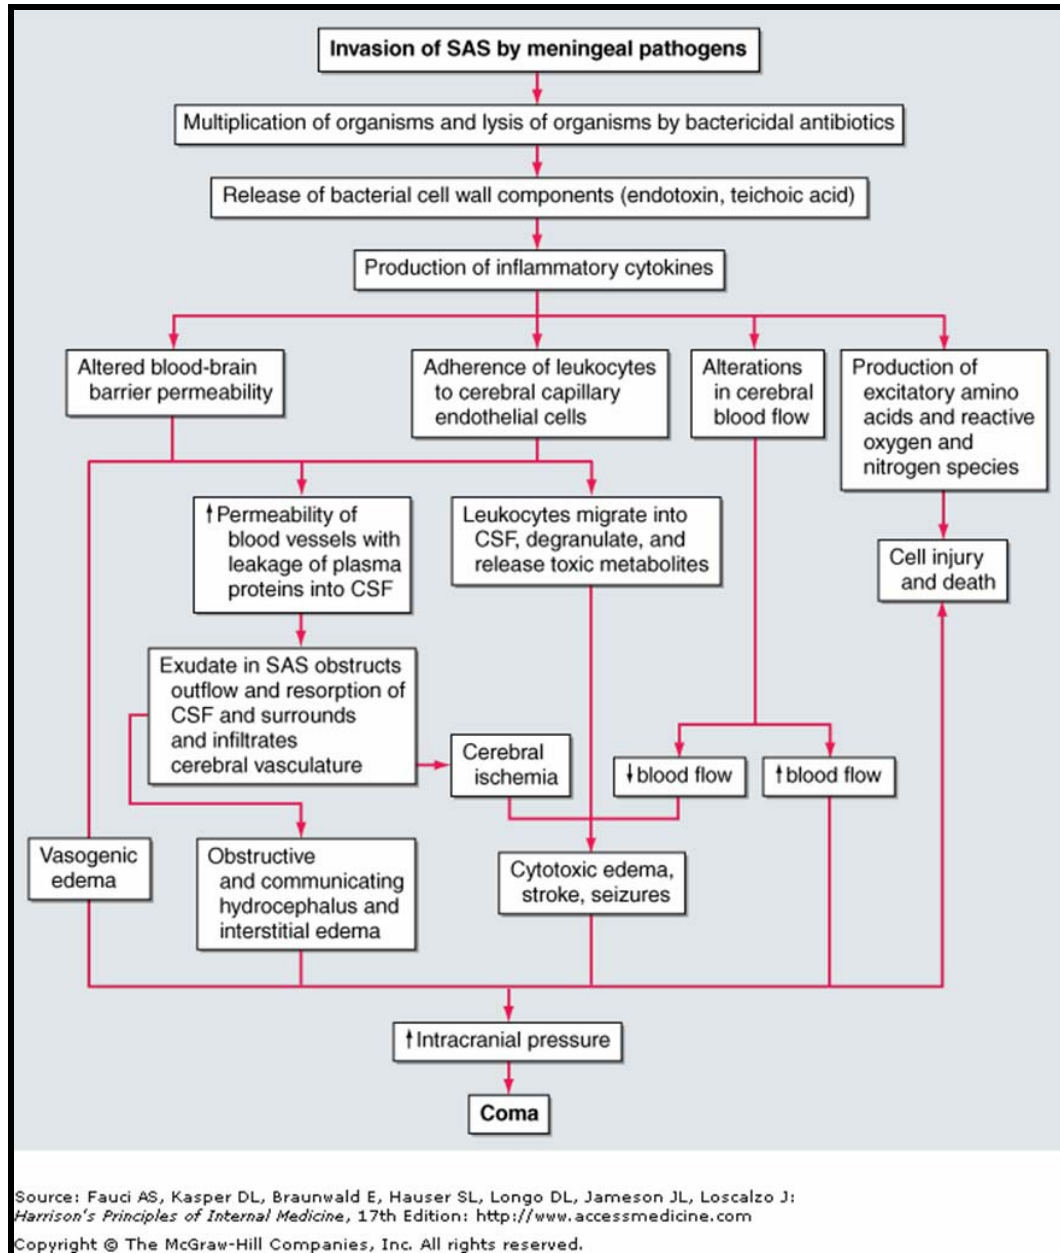 Invasion of SAS by meningeal pathogens
Multiplication of organisms and lysis of organisms by bactericidal antibiotics
Release of bacterial cell wall components (endotoxin, teichoic acid)
Production of inflammatory cytokines
Altered blood-brain
barrier permeability
Adherence of leukocytes
to cerebral capillary
endothelial cells
Alterations
in cerebral
blood flow
Production of
excitatory amino
acids and reactive
oxygen and
nitrogen species
↑Permeability of
blood vessels with
leakage of plasma
proteins into CSF
Leukocytes migrate into
CSF, degranulate, and
release toxic metabolites
Cell injury
and death
Exudate in SAS obstructs
outflow and resorption of
CSF and surrounds
and infiltrates
cerebral vasculature
Cerebral
ischemia
↓blood flow
↑blood flow
Vasogenic
edema
Obstructive
and communicating
hydrocephalus and
interstitial edema
Cytotoxic edema,
stroke, seizures
↑Intracranial pressure
Coma
Source: Fauci AS, Kasper DL, Braunwald E, Hauser SL, Longo DL, Jameson JL, Loscalzo J:
Harrison's Principles of Internal Medicine, 17th Edition: http://www.accessmedicine.com
Copyright © The McGraw-Hill Companies, Inc. All rights reserved.